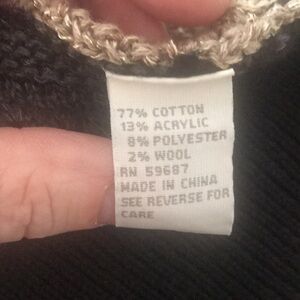 77% COTTON
13% ACRYLIC
8% POLYESTER
2% WOOL
RN 59687
MADE IN CHINA
SEE REVERSE FOR
CARE